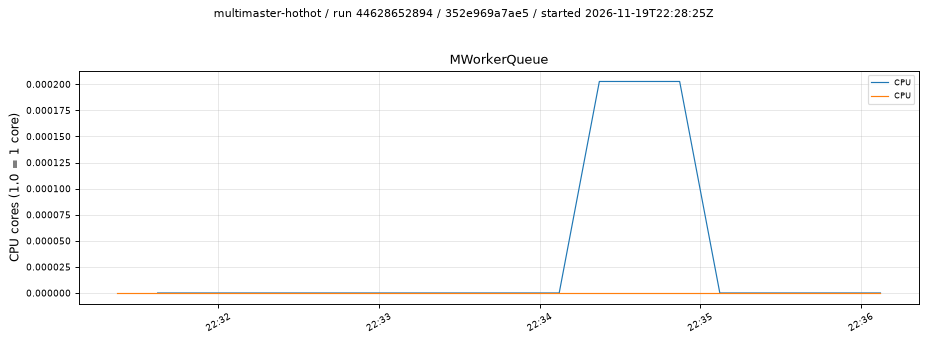 multimaster-hothot / run 44628652894 / 352e969a7ae5 / started 2026-11-19T22:28:25Z
MWorkerQueue
CPU cores (1.0 = 1 core)
0.000200
0.000175
0.000150
0.000125
0.000100
0.000075
0.000050
0.000025
0.000000
CPU
CPU
22:32
22:33
22:34
22:35
22:36